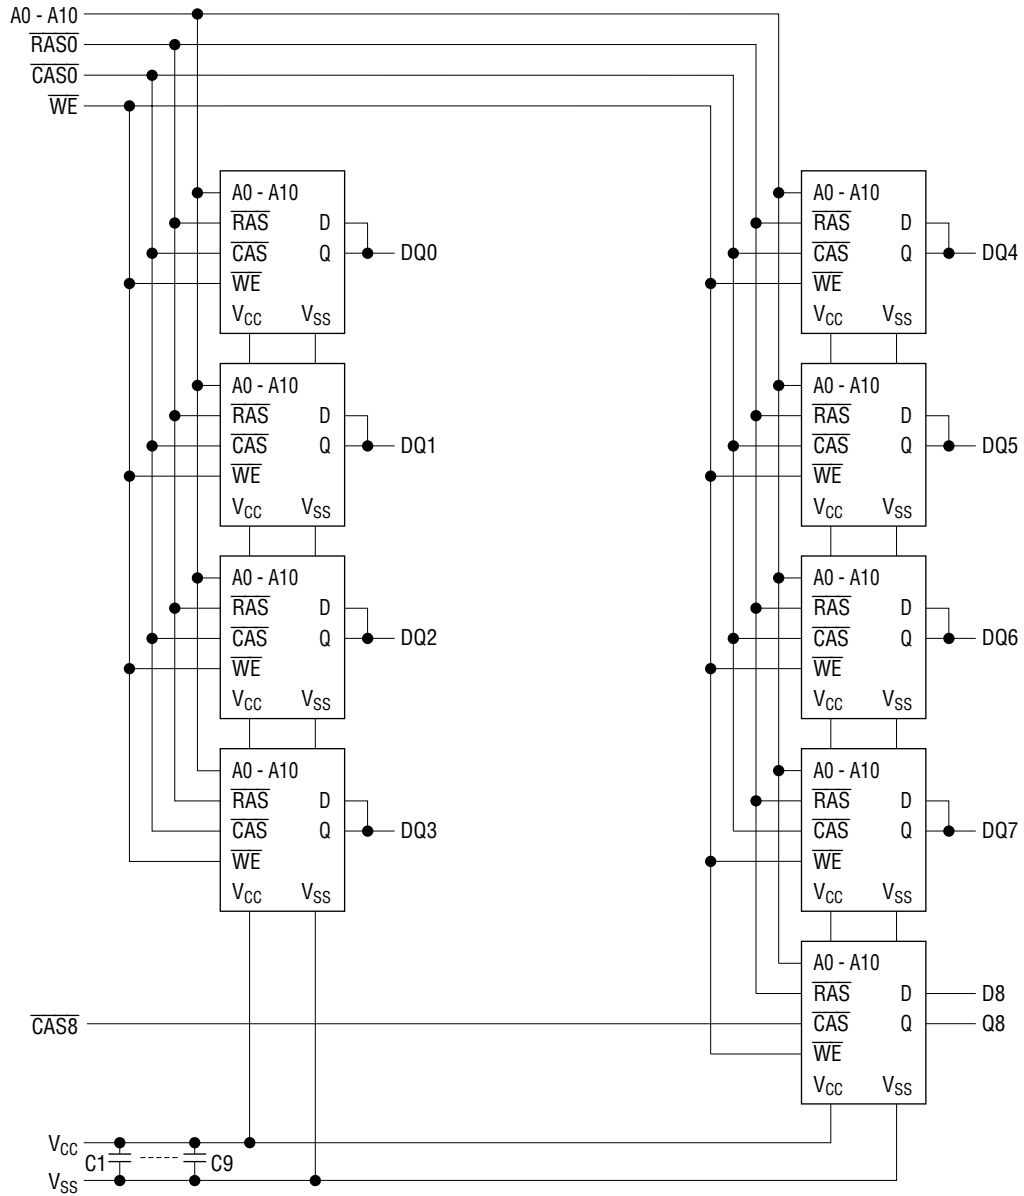 A0 - A10
RAS0
CAS0
WE
A0 - A10
RAS D
CAS Q DQ0
WE
VCC VSS
A0 - A10
RAS D
CAS Q DQ1
WE
VCC VSS
A0 - A10
RAS D
CAS Q DQ2
WE
VCC VSS
A0 - A10
RAS D
CAS Q DQ3
WE
VCC VSS
A0 - A10
RAS D
CAS Q DQ4
WE
VCC VSS
A0 - A10
RAS D
CAS Q DQ5
WE
VCC VSS
A0 - A10
RAS D
CAS Q DQ6
WE
VCC VSS
A0 - A10
RAS D
CAS Q DQ7
WE
VCC VSS
A0 - A10
RAS D D8
CAS8
CAS Q Q8
WE
VCC VSS
VCC
C1 C9
VSS